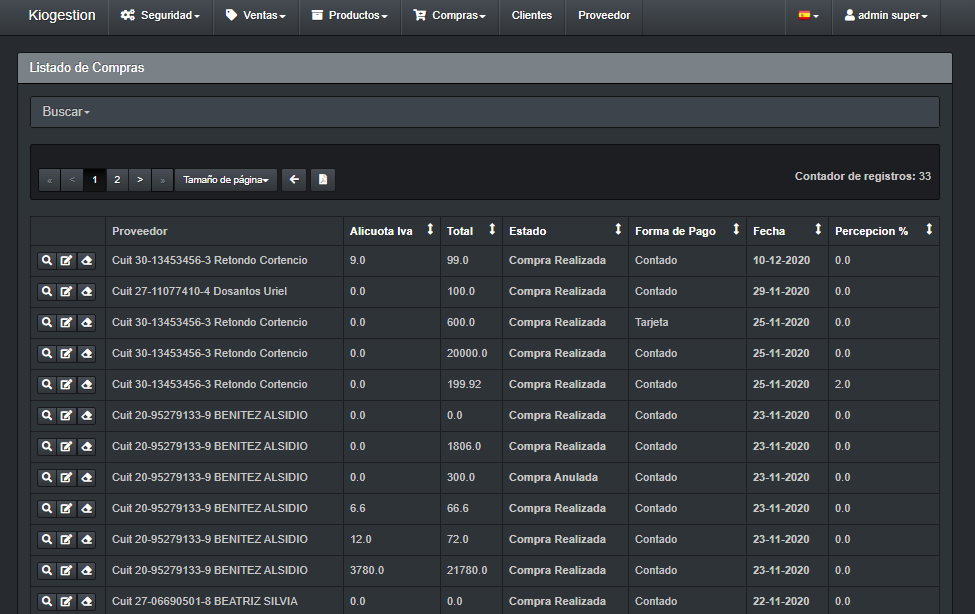 Kiogestion Seguridad Ventas Productos Compras Clientes Proveedor admin super
Listado de Compras
Buscar
« < 1 2 > » Tamaño de página Contador de registros: 33
Proveedor Alicuota Iva Total Estado Forma de Pago Fecha Percepcion %
Cuit 30-13453456-3 Retondo Cortencio 9.0 99.0 Compra Realizada Contado 10-12-2020 0.0
Cuit 27-11077410-4 Dosantos Uriel 0.0 100.0 Compra Realizada Contado 29-11-2020 0.0
Cuit 30-13453456-3 Retondo Cortencio 0.0 600.0 Compra Realizada Tarjeta 25-11-2020 0.0
Cuit 30-13453456-3 Retondo Cortencio 0.0 20000.0 Compra Realizada Contado 25-11-2020 0.0
Cuit 30-13453456-3 Retondo Cortencio 0.0 199.92 Compra Realizada Contado 25-11-2020 2.0
Cuit 20-95279133-9 BENITEZ ALSIDIO 0.0 0.0 Compra Realizada Contado 23-11-2020 0.0
Cuit 20-95279133-9 BENITEZ ALSIDIO 0.0 1806.0 Compra Realizada Contado 23-11-2020 0.0
Cuit 20-95279133-9 BENITEZ ALSIDIO 0.0 300.0 Compra Anulada Contado 23-11-2020 0.0
Cuit 20-95279133-9 BENITEZ ALSIDIO 6.6 66.6 Compra Realizada Contado 23-11-2020 0.0
Cuit 20-95279133-9 BENITEZ ALSIDIO 12.0 72.0 Compra Realizada Contado 23-11-2020 0.0
Cuit 20-95279133-9 BENITEZ ALSIDIO 3780.0 21780.0 Compra Realizada Contado 23-11-2020 0.0
Cuit 27-06690501-8 BEATRIZ SILVIA 0.0 0.0 Compra Realizada Contado 22-11-2020 0.0